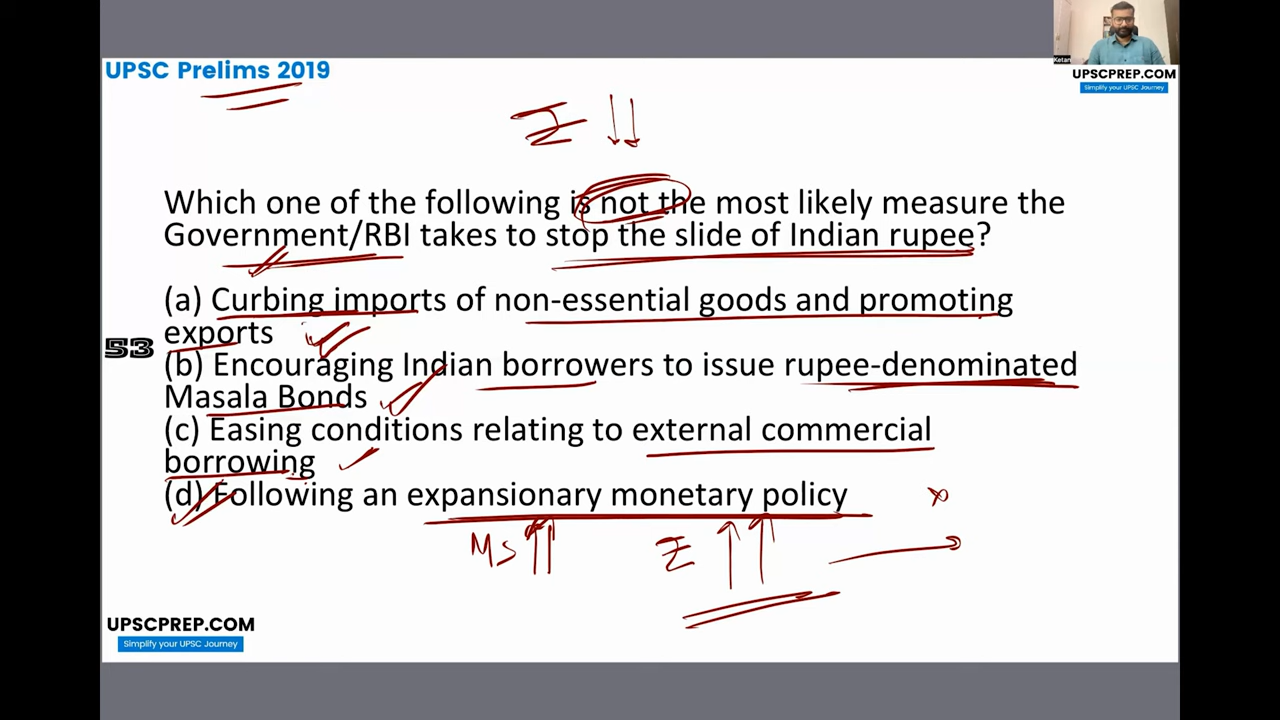 Ketan
UPSCPREP.COM
Simplify your UPSC Journey
UPSC Prelims 2019
Which one of the following is not the most likely measure the
Government/RBI takes to stop the slide of Indian rupee?
(a) Curbing imports of non-essential goods and promoting
exports
53
(b) Encouraging Indian borrowers to issue rupee-denominated
Masala Bonds
(c) Easing conditions relating to external commercial
borrowing
(d) Following an expansionary monetary policy
Ms
UPSCPREP.COM
Simplify your UPSC Journey